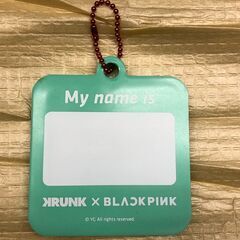 My name is
KRUNK × BLACKPINK
© YG All rights reserved.